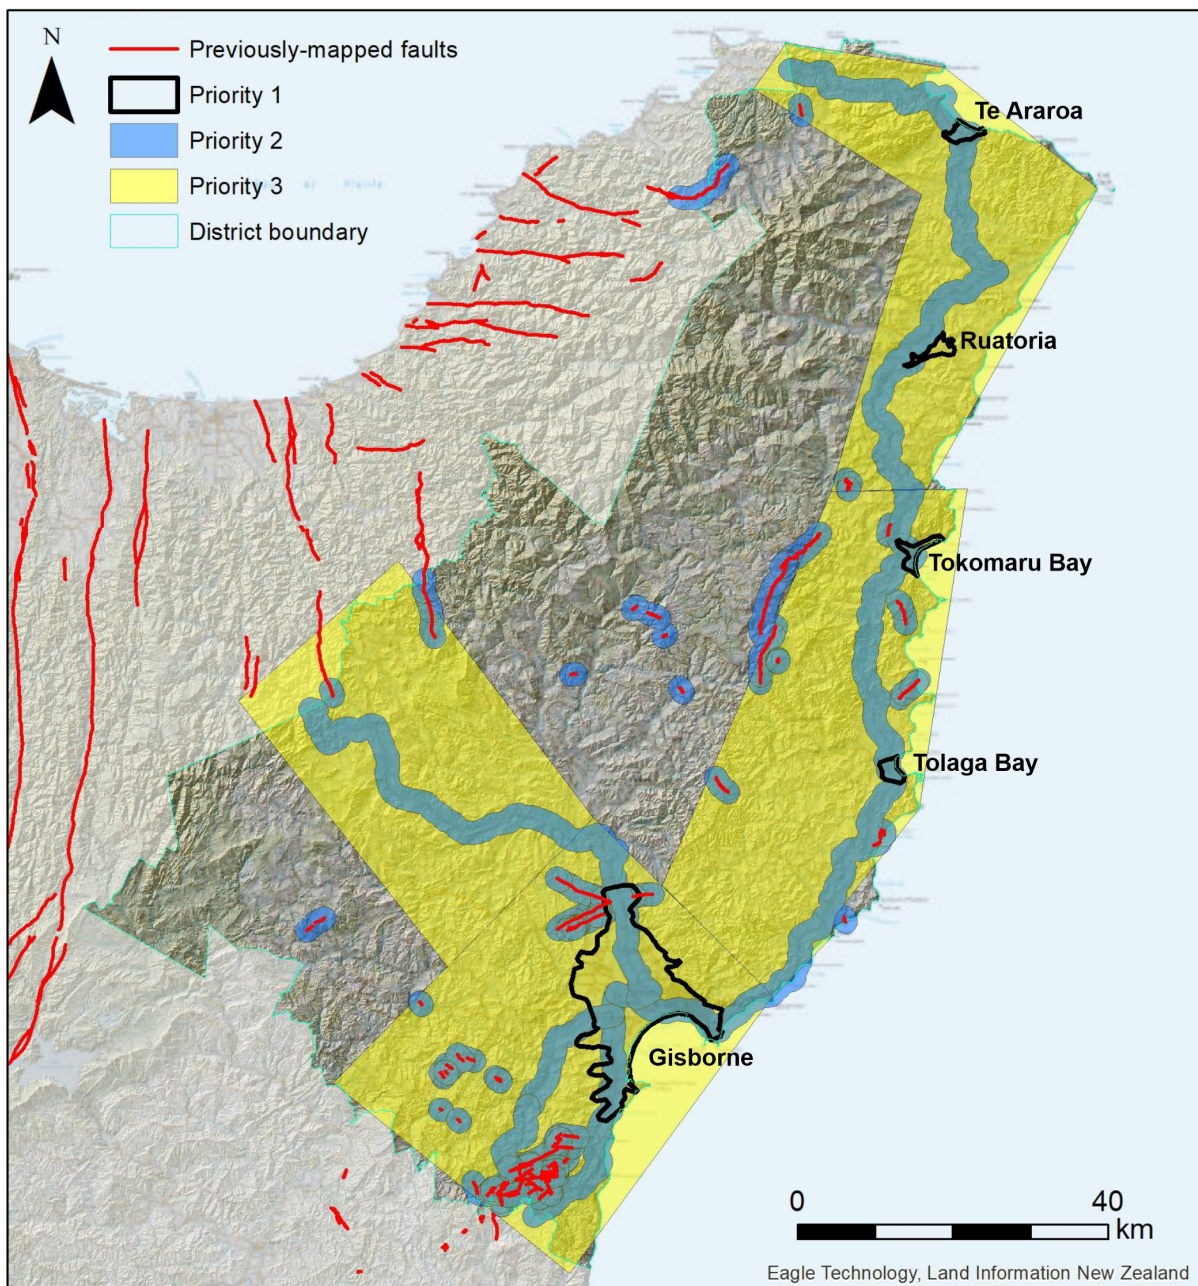 N
Previously-mapped faults
Priority 1
Priority 2
Priority 3
District boundary
Te Araroa
Ruatoria
Tokomaru Bay
Tolaga Bay
Gisborne
0 40
km
Eagle Technology, Land Information New Zealand